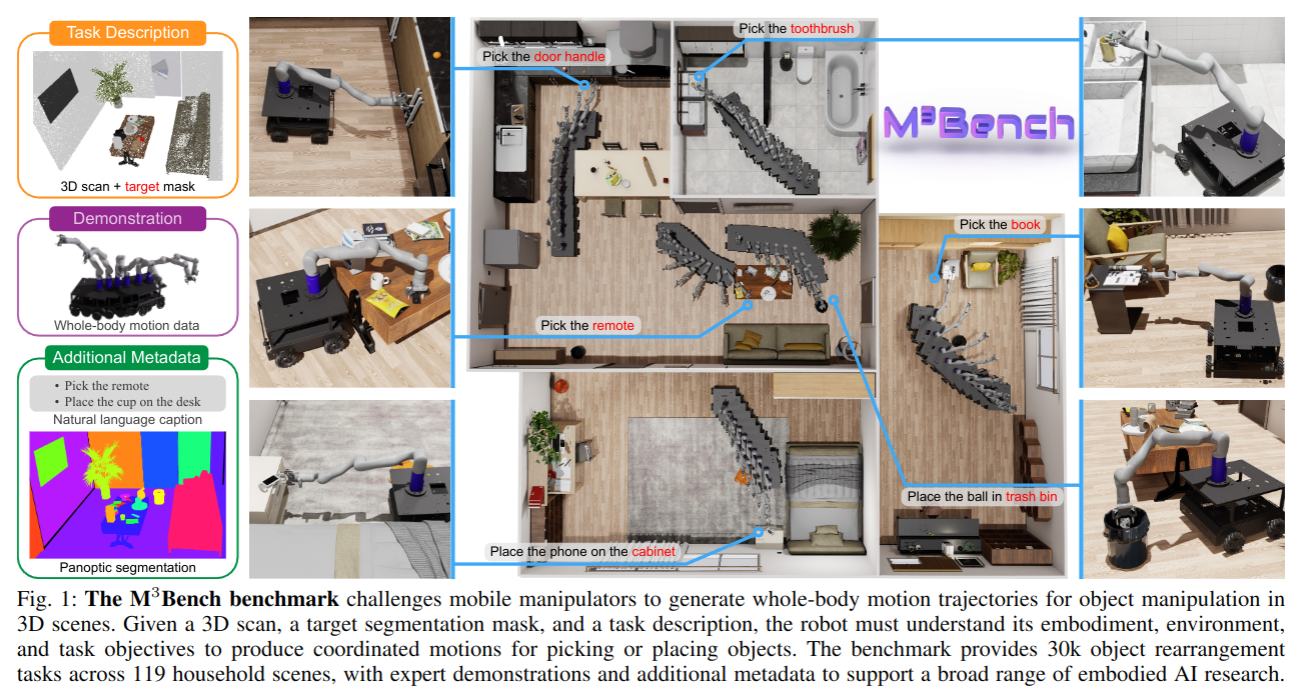 Task Description
3D scan + target mask
Demonstration
Whole-body motion data
Additional Metadata
• Pick the remote
• Place the cup on the desk
Natural language caption
Panoptic segmentation
Pick the door handle
Pick the toothbrush
M³Bench
Pick the book
Pick the remote
Place the ball in trash bin
Place the phone on the cabinet
Fig. 1: The M³Bench benchmark challenges mobile manipulators to generate whole-body motion trajectories for object manipulation in
3D scenes. Given a 3D scan, a target segmentation mask, and a task description, the robot must understand its embodiment, environment,
and task objectives to produce coordinated motions for picking or placing objects. The benchmark provides 30k object rearrangement
tasks across 119 household scenes, with expert demonstrations and additional metadata to support a broad range of embodied AI research.